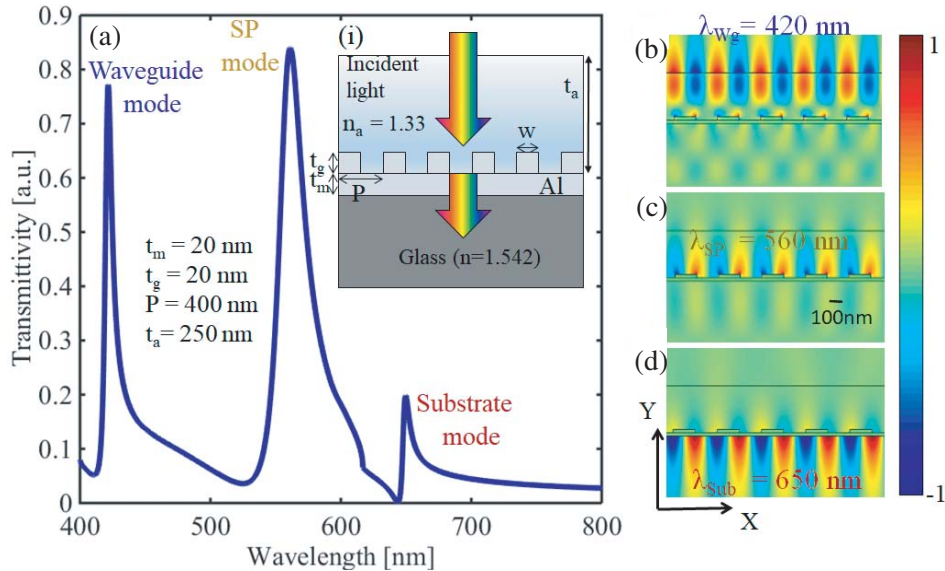 (a)
Waveguide
mode
SP
mode
(i)
Incident
light
nₐ = 1.33
tₐ
w
t_g
t_m
P
Al
Glass (n=1.542)
t_m = 20 nm
t_g = 20 nm
P = 400 nm
tₐ= 250 nm
Substrate
mode
Transmittivity [a.u.]
0.9
0.8
0.7
0.6
0.5
0.4
0.3
0.2
0.1
0
400
500
600
700
800
Wavelength [nm]
(b)
λ_Wg = 420 nm
(c)
λ_SP = 560 nm
100nm
(d)
λ_Sub = 650 nm
Y
X
1
-1